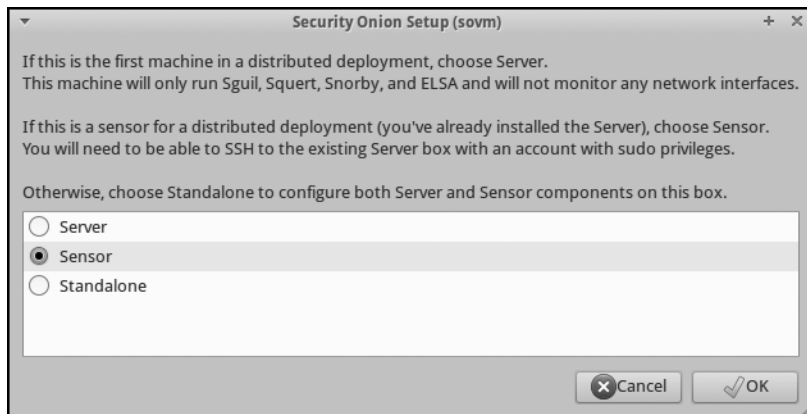 Security Onion Setup (sovm)
If this is the first machine in a distributed deployment, choose Server.
This machine will only run Sguil, Squert, Snorby, and ELSA and will not monitor any network interfaces.
If this is a sensor for a distributed deployment (you've already installed the Server), choose Sensor.
You will need to be able to SSH to the existing Server box with an account with sudo privileges.
Otherwise, choose Standalone to configure both Server and Sensor components on this box.
Server
Sensor
Standalone
Cancel OK